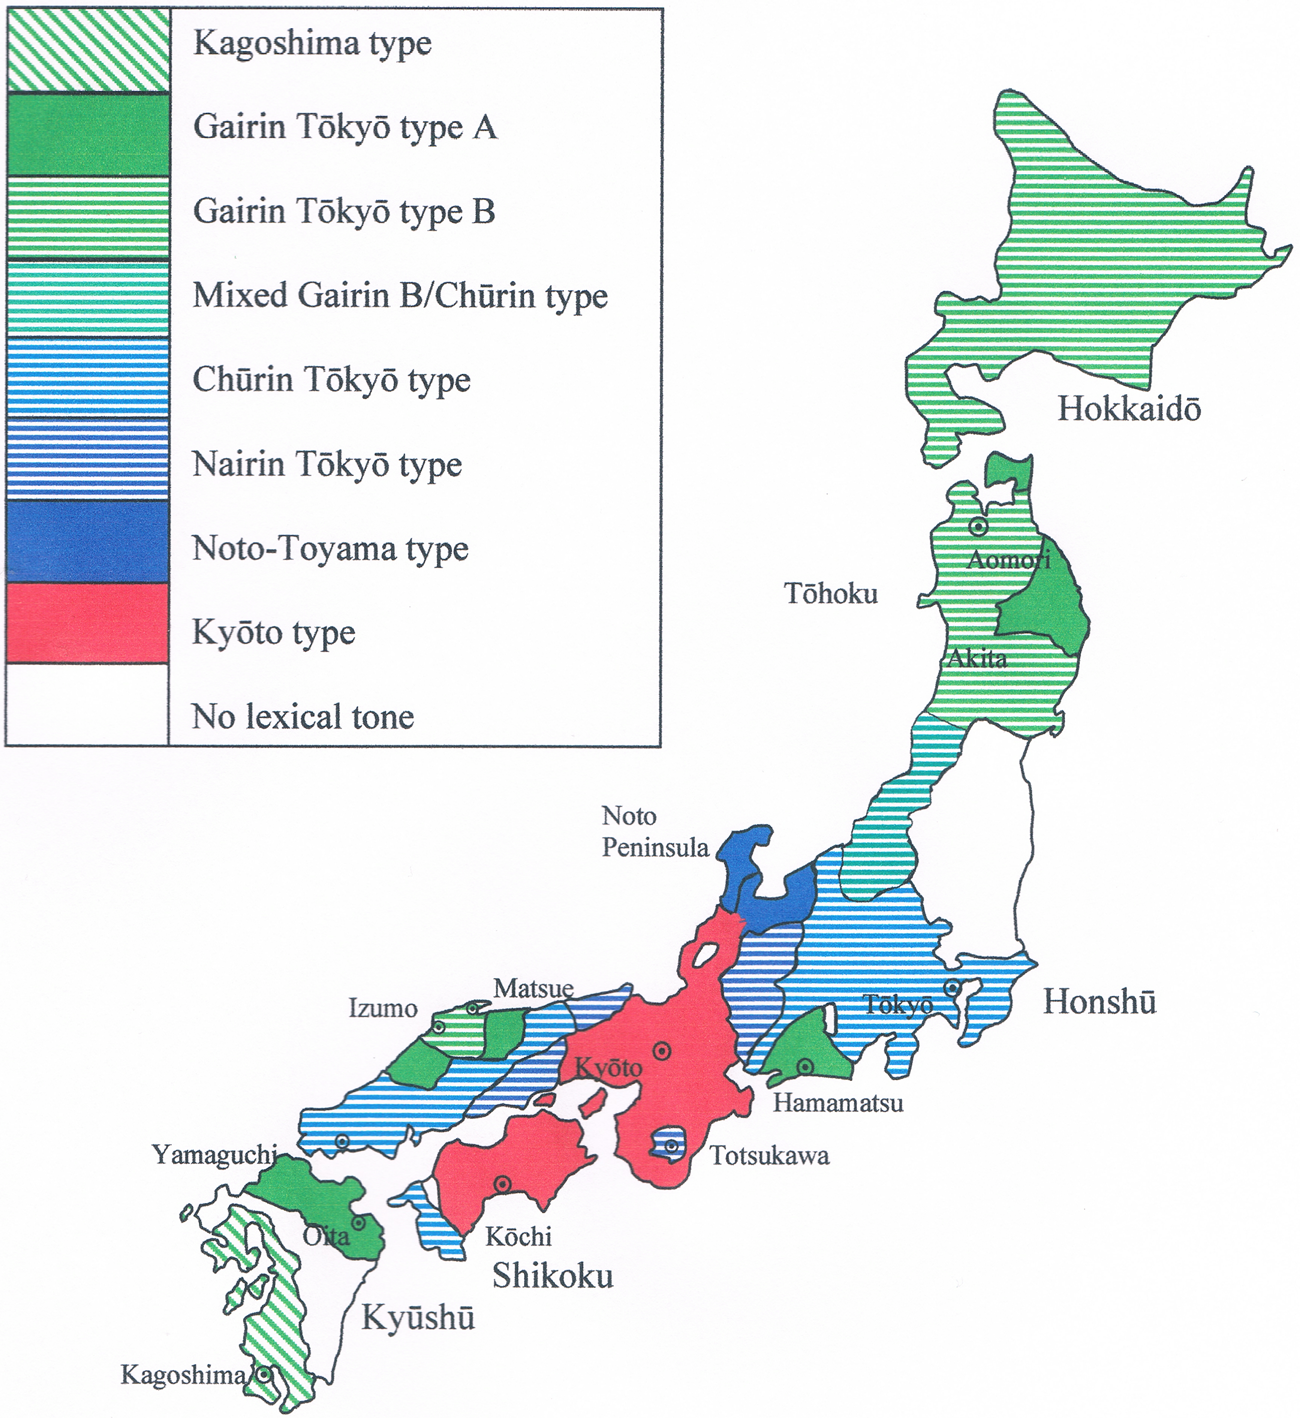 Kagoshima type
Gairin Tōkyō type A
Gairin Tōkyō type B
Mixed Gairin B/Chūrin type
Chūrin Tōkyō type
Nairin Tōkyō type
Noto-Toyama type
Kyōto type
No lexical tone
Hokkaidō
Aomori
Tōhoku
Akita
Noto
Peninsula
Matsue
Izumo
Tōkyō
Honshū
Kyōto
Hamamatsu
Yamaguchi
Totsukawa
Oita
Kōchi
Shikoku
Kyūshū
Kagoshima